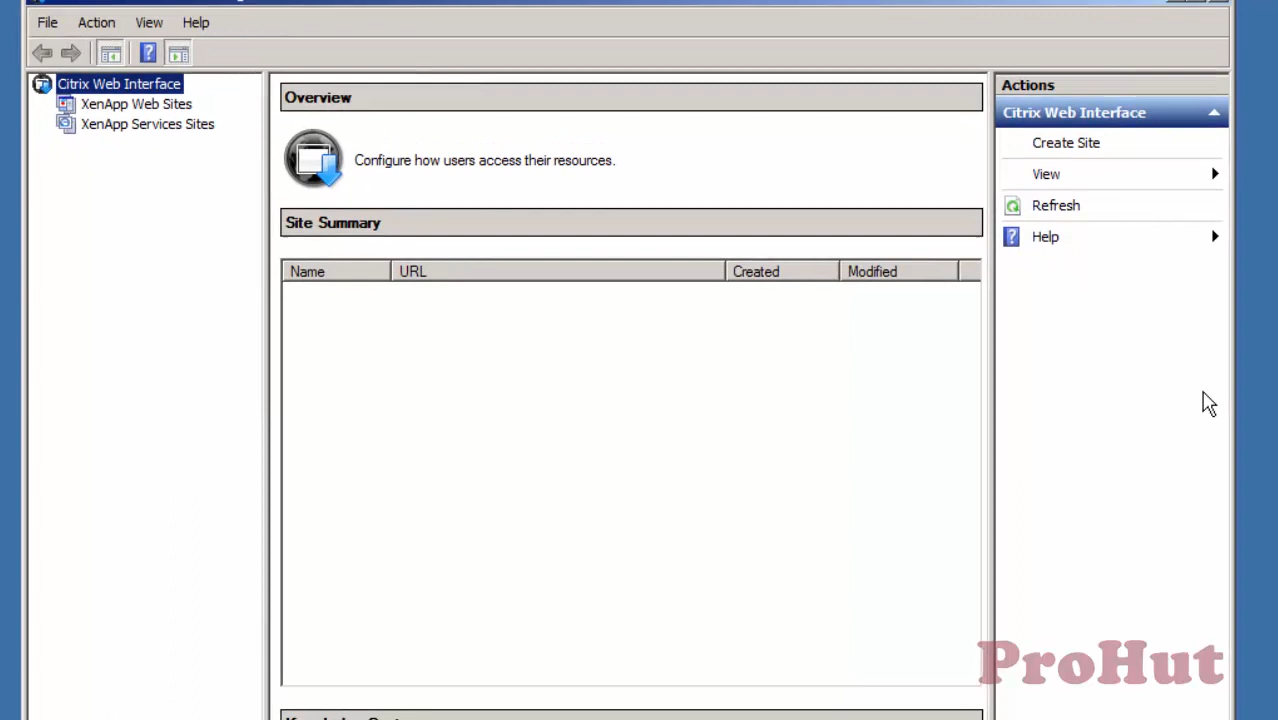 File Action View Help
Citrix Web Interface
XenApp Web Sites
XenApp Services Sites
Overview
Configure how users access their resources.
Site Summary
Name URL Created Modified
Actions
Citrix Web Interface
Create Site
View
Refresh
Help
ProHut